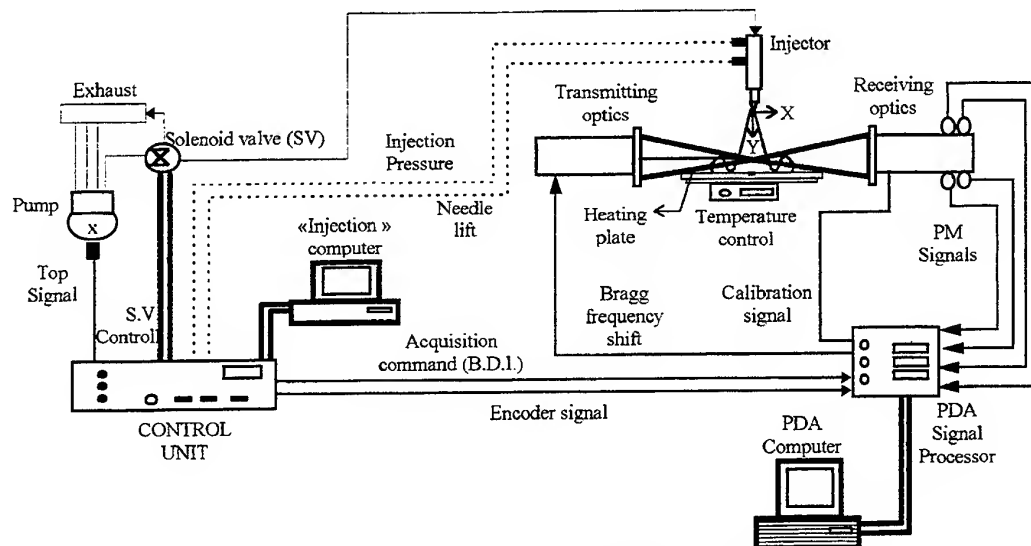 Injector
Exhaust
Transmitting
optics
Receiving
optics
X
Y
Solenoid valve (SV)
Injection
Pressure
Pump
x
Needle
lift
Heating
plate
Temperature
control
PM
Signals
«Injection »
computer
Top
Signal
S.V.
Controll
Bragg
frequency
shift
Calibration
signal
Acquisition
command (B.D.I.)
Encoder signal
CONTROL
UNIT
PDA
Computer
PDA
Signal
Processor